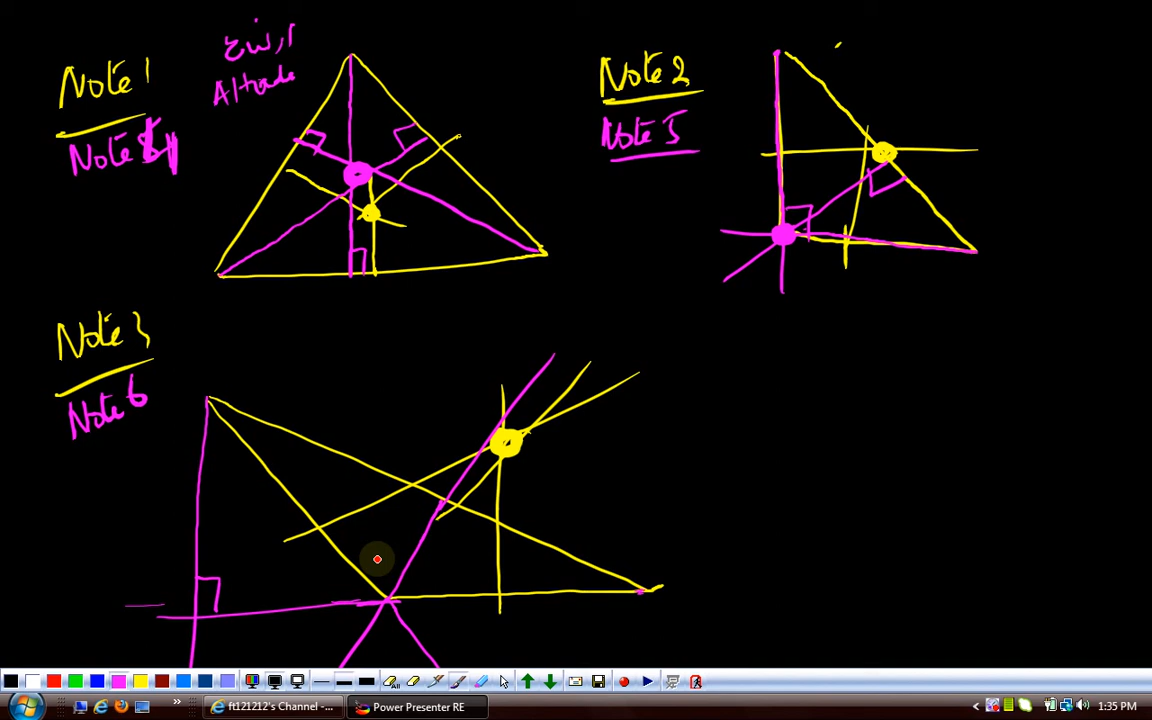 Note 1
ارتفاع
Altitude
Note 4
Note 2
Note 5
Note 3
Note 6
ft121212's Channel -...
Power Presenter RE
1:35 PM